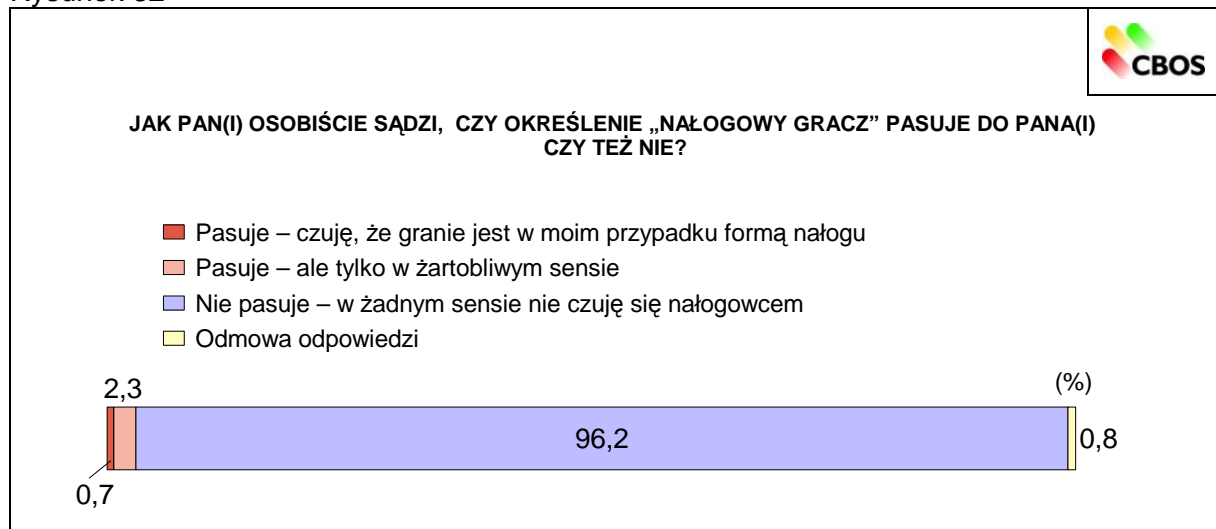 CBOS
JAK PAN(I) OSOBIŚCIE SĄDZI, CZY OKREŚLENIE „NAŁOGOWY GRACZ” PASUJE DO PANA(I)
CZY TEŻ NIE?
Pasuje – czuję, że granie jest w moim przypadku formą nałogu
Pasuje – ale tylko w żartobliwym sensie
Nie pasuje – w żadnym sensie nie czuję się nałogowcem
Odmowa odpowiedzi
2,3
(%)
96,2
0,8
0,7